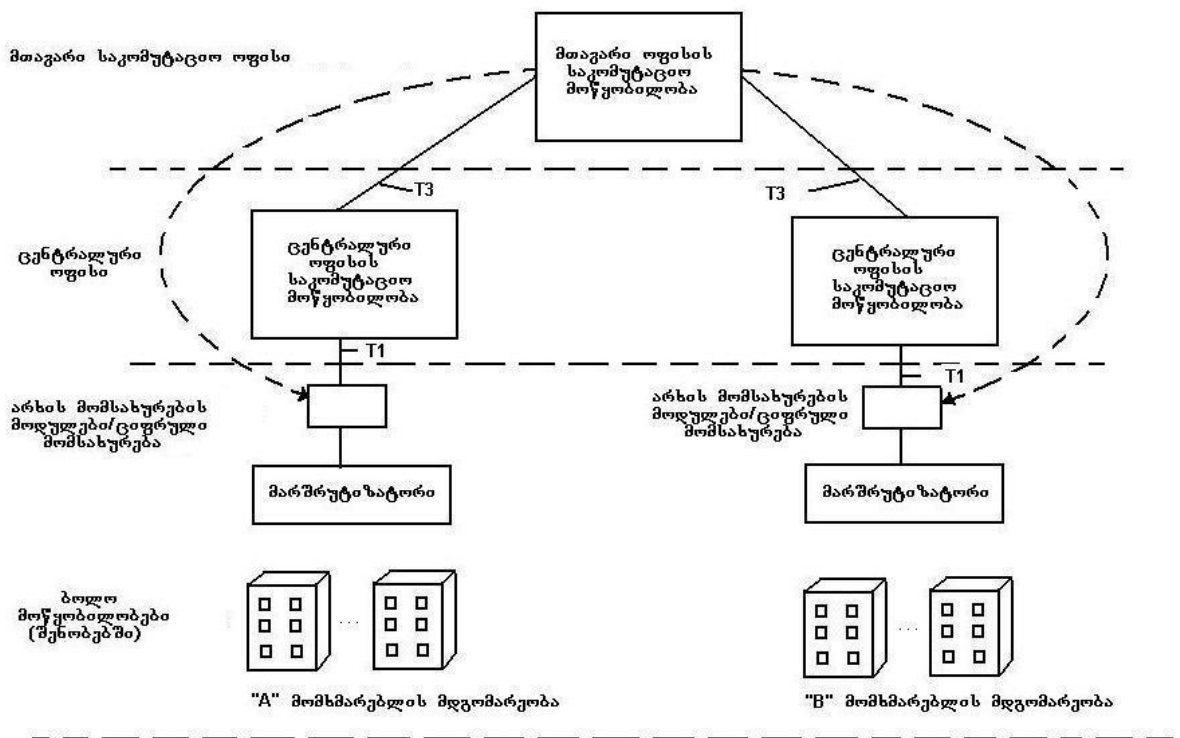 მთავარი საკომუტაციო ოფისი
მთავარი ოფისის
საკომუტაციო
მოწყობილობა
T3
T3
ცენტრალური
ოფისი
ცენტრალური
ოფისის
საკომუტაციო
მოწყობილობა
ცენტრალური
ოფისის
საკომუტაციო
მოწყობილობა
T1
T1
არხის მომსახურების
მოდულები/ციფრული
მომსახურება
არხის მომსახურების
მოდულები/ციფრული
მომსახურება
მარშრუტიზატორი
მარშრუტიზატორი
ბოლო
მოწყობილობები
(შენობებში)
...
...
"A" მომხმარებლის მდგომარეობა
"B" მომხმარებლის მდგომარეობა